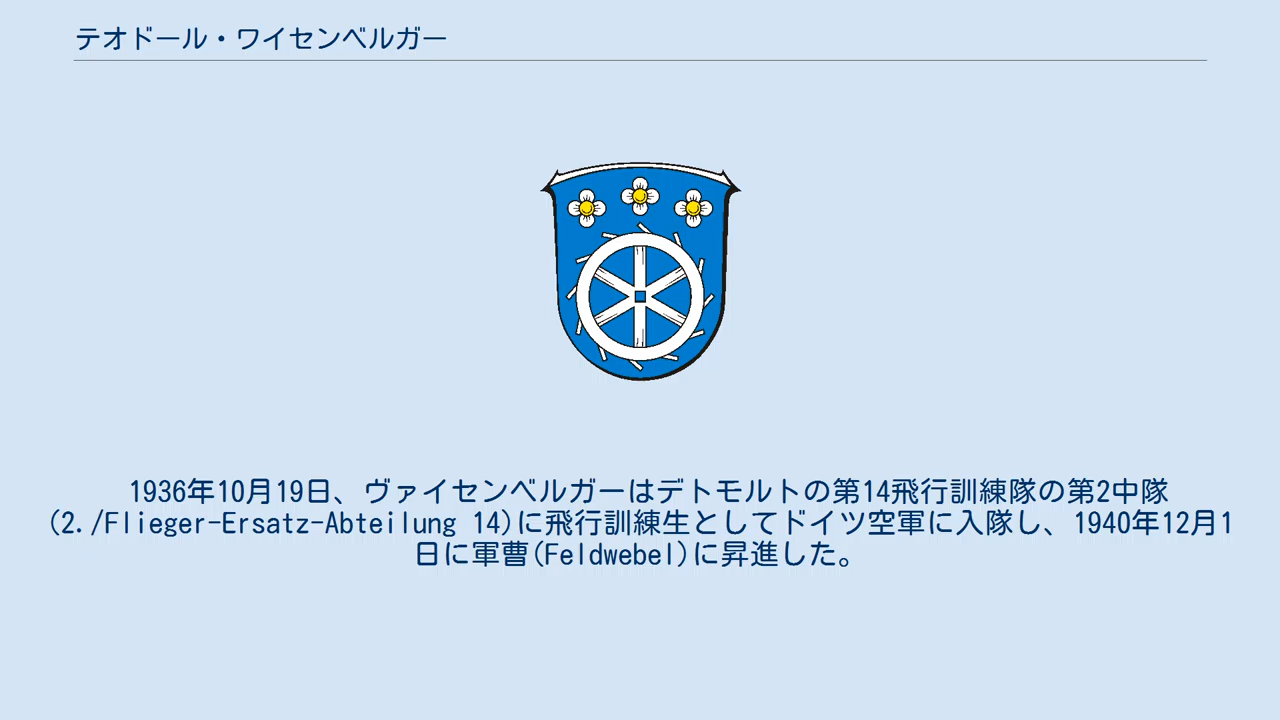 テオドール・ワイセンベルガー
1936年10月19日、ヴァイセンベルガーはデトモルトの第14飛行訓練隊の第2中隊
(2./Flieger-Ersatz-Abteilung 14)に飛行訓練生としてドイツ空軍に入隊し、1940年12月1
日に軍曹(Feldwebel)に昇進した。